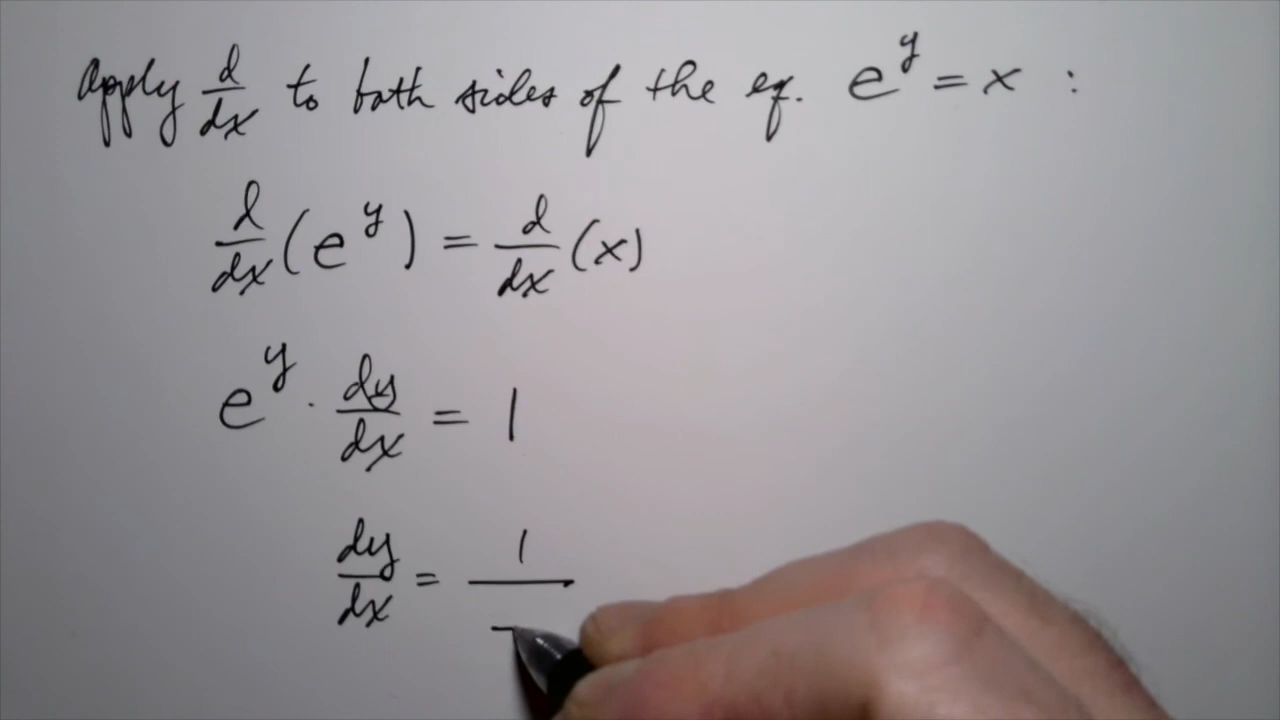 Apply d/dx to both sides of the eq. e^y = x :
d/dx (e^y) = d/dx (x)
e^y · dy/dx = 1
dy/dx = 1/